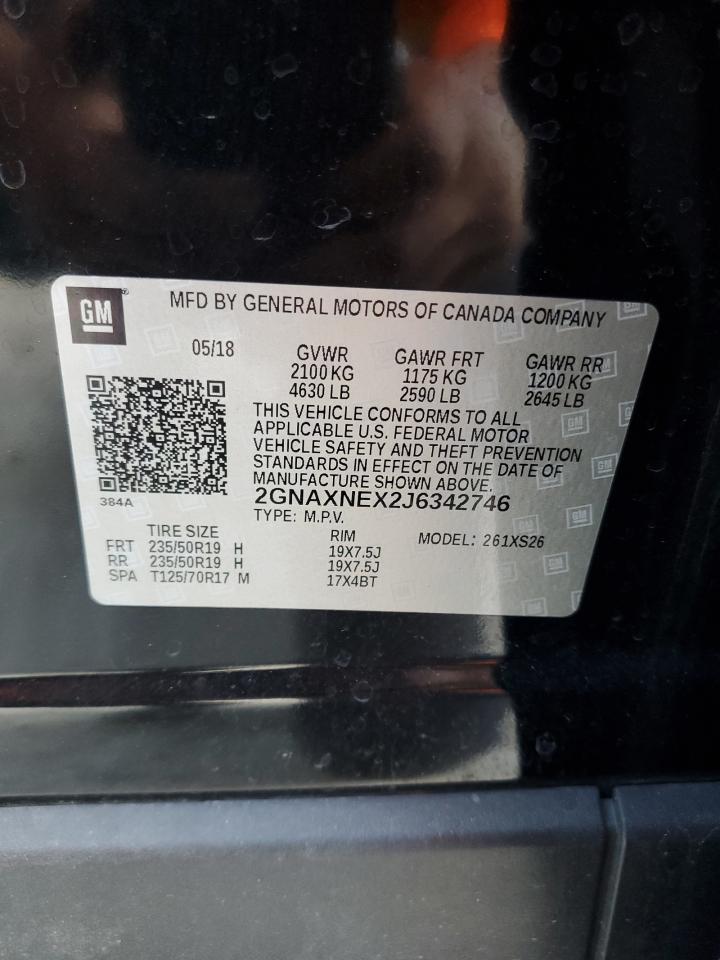 GM
MFD BY GENERAL MOTORS OF CANADA COMPANY
05/18 GVWR GAWR FRT GAWR RR
2100 KG 1175 KG 1200 KG
4630 LB 2590 LB 2645 LB
THIS VEHICLE CONFORMS TO ALL
APPLICABLE U.S. FEDERAL MOTOR
VEHICLE SAFETY AND THEFT PREVENTION
STANDARDS IN EFFECT ON THE DATE OF
MANUFACTURE SHOWN ABOVE.
384A
2GNAXNEX2J6342746
TYPE: M.P.V.
TIRE SIZE RIM MODEL: 261XS26
FRT 235/50R19 H 19X7.5J
RR 235/50R19 H 19X7.5J
SPA T125/70R17 M 17X4BT